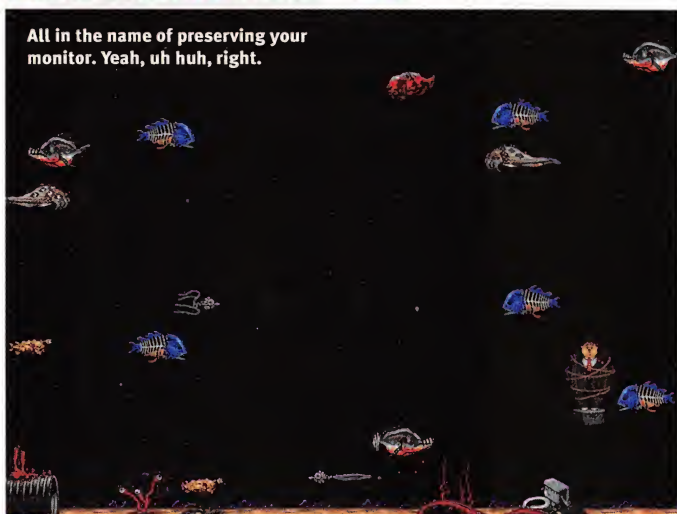 All in the name of preserving your
monitor. Yeah, uh huh, right.